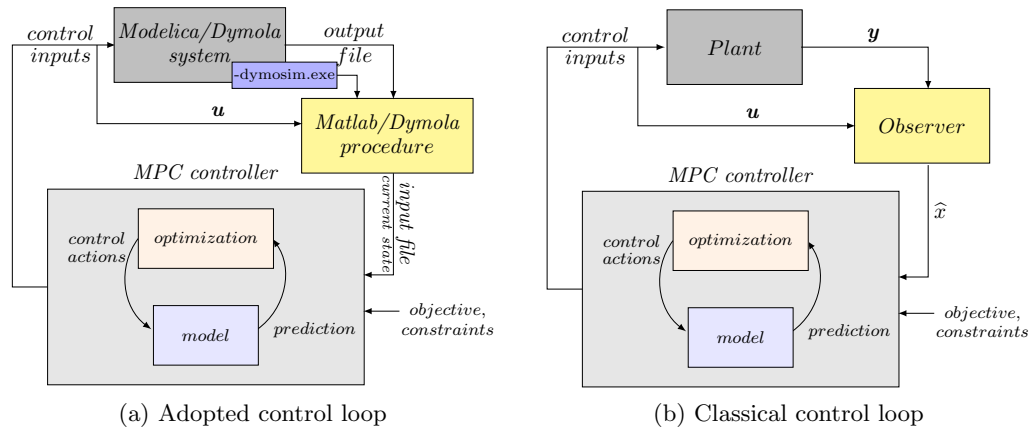 control
inputs
Modelica/Dymola
system
output
file
-dymosim.exe
u
Matlab/Dymola
procedure
MPC controller
input file
current state
optimization
control
actions
model
prediction
objective,
constraints
(a) Adopted control loop
control
inputs
Plant
y
u
Observer
MPC controller
x̂
optimization
control
actions
model
prediction
objective,
constraints
(b) Classical control loop